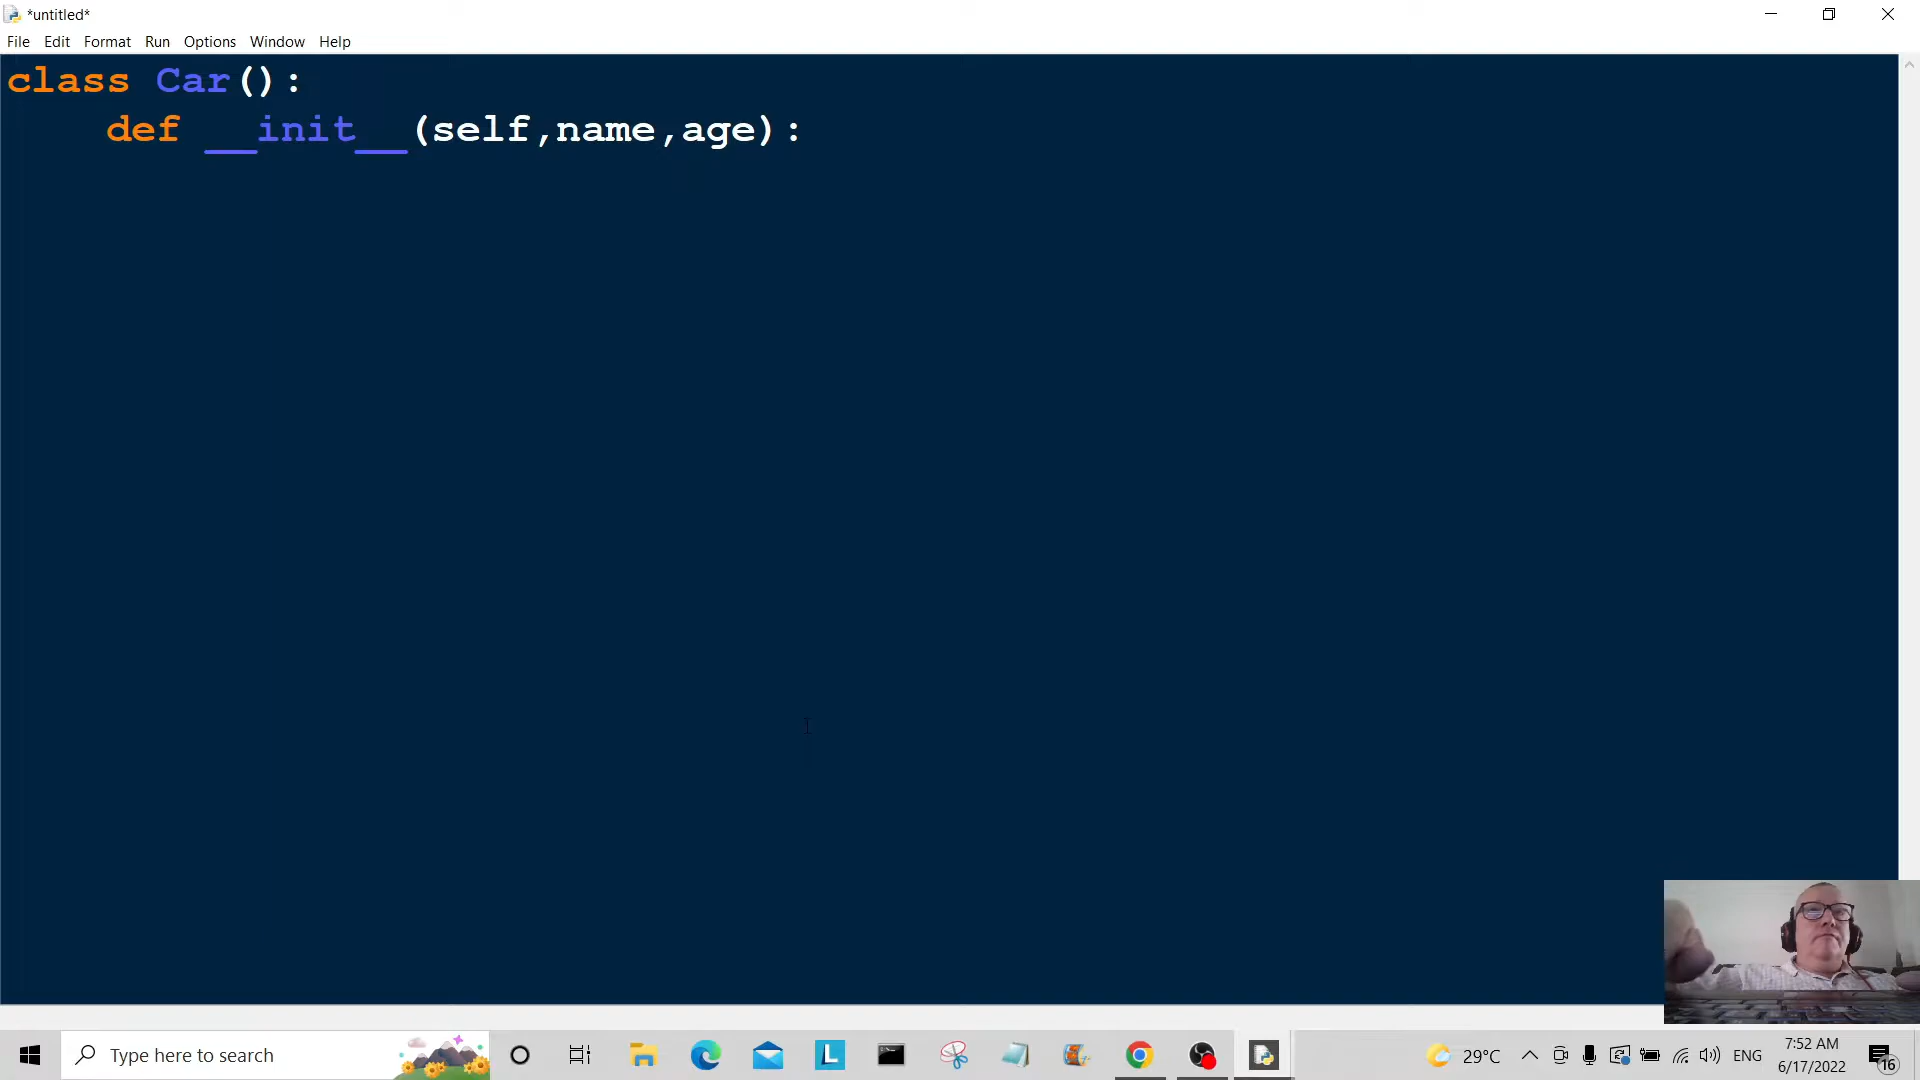 *untitled*
File Edit Format Run Options Window Help
class Car():
def __init__(self,name,age):
Type here to search
L
29°C
ENG
7:52 AM
6/17/2022
16